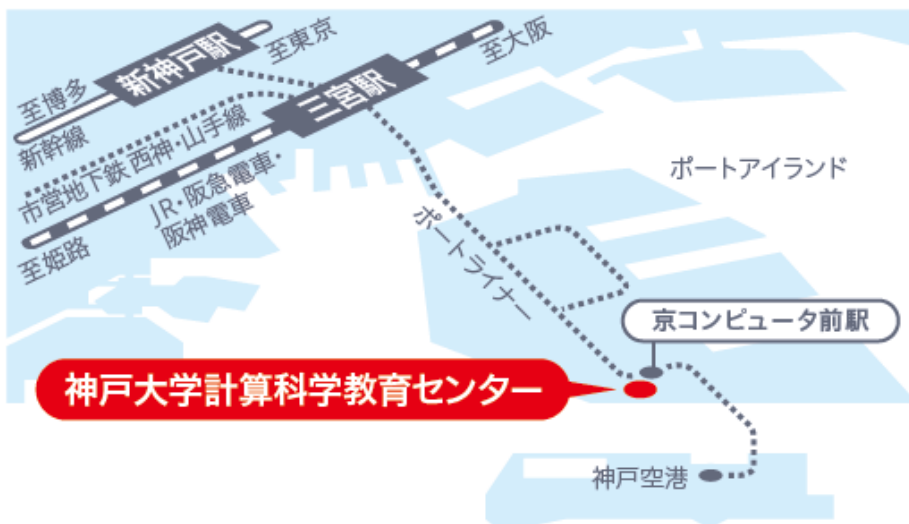 新神戸駅
至東京
至大阪
至博多
新幹線
三宮駅
市営地下鉄 西神・山手線
JR・阪急電車・
阪神電車
至姫路
ポートアイランド
ポートライナー
京コンピュータ前駅
神戸大学計算科学教育センター
神戸空港